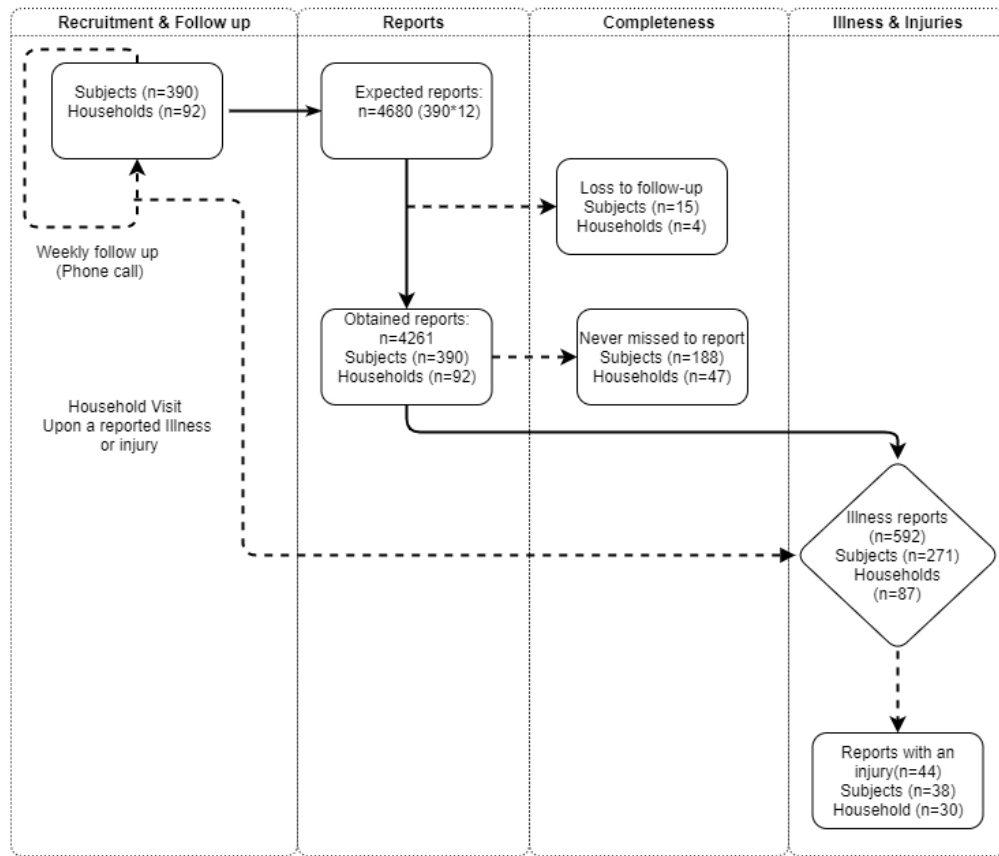 Recruitment & Follow up
Reports
Completeness
Illness & Injuries
Subjects (n=390)
Households (n=92)
Expected reports:
n=4680 (390*12)
Loss to follow-up
Subjects (n=15)
Households (n=4)
Weekly follow up
(Phone call)
Obtained reports:
n=4261
Subjects (n=390)
Households (n=92)
Never missed to report
Subjects (n=188)
Households (n=47)
Household Visit
Upon a reported Illness
or injury
Illness reports
(n=592)
Subjects (n=271)
Households
(n=87)
Reports with an
injury(n=44)
Subjects (n=38)
Household (n=30)